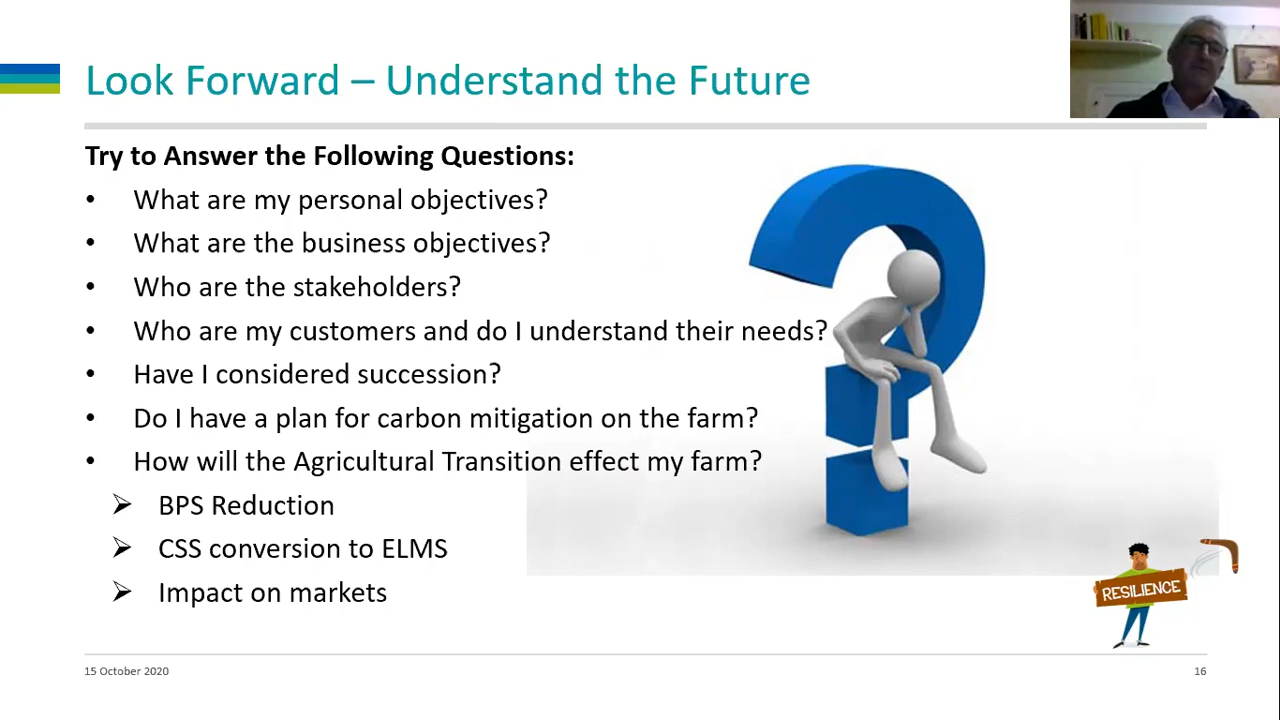 Look Forward – Understand the Future
Try to Answer the Following Questions:
• What are my personal objectives?
• What are the business objectives?
• Who are the stakeholders?
• Who are my customers and do I understand their needs?
• Have I considered succession?
• Do I have a plan for carbon mitigation on the farm?
• How will the Agricultural Transition effect my farm?
➢ BPS Reduction
➢ CSS conversion to ELMS
➢ Impact on markets
RESILIENCE
15 October 2020
16